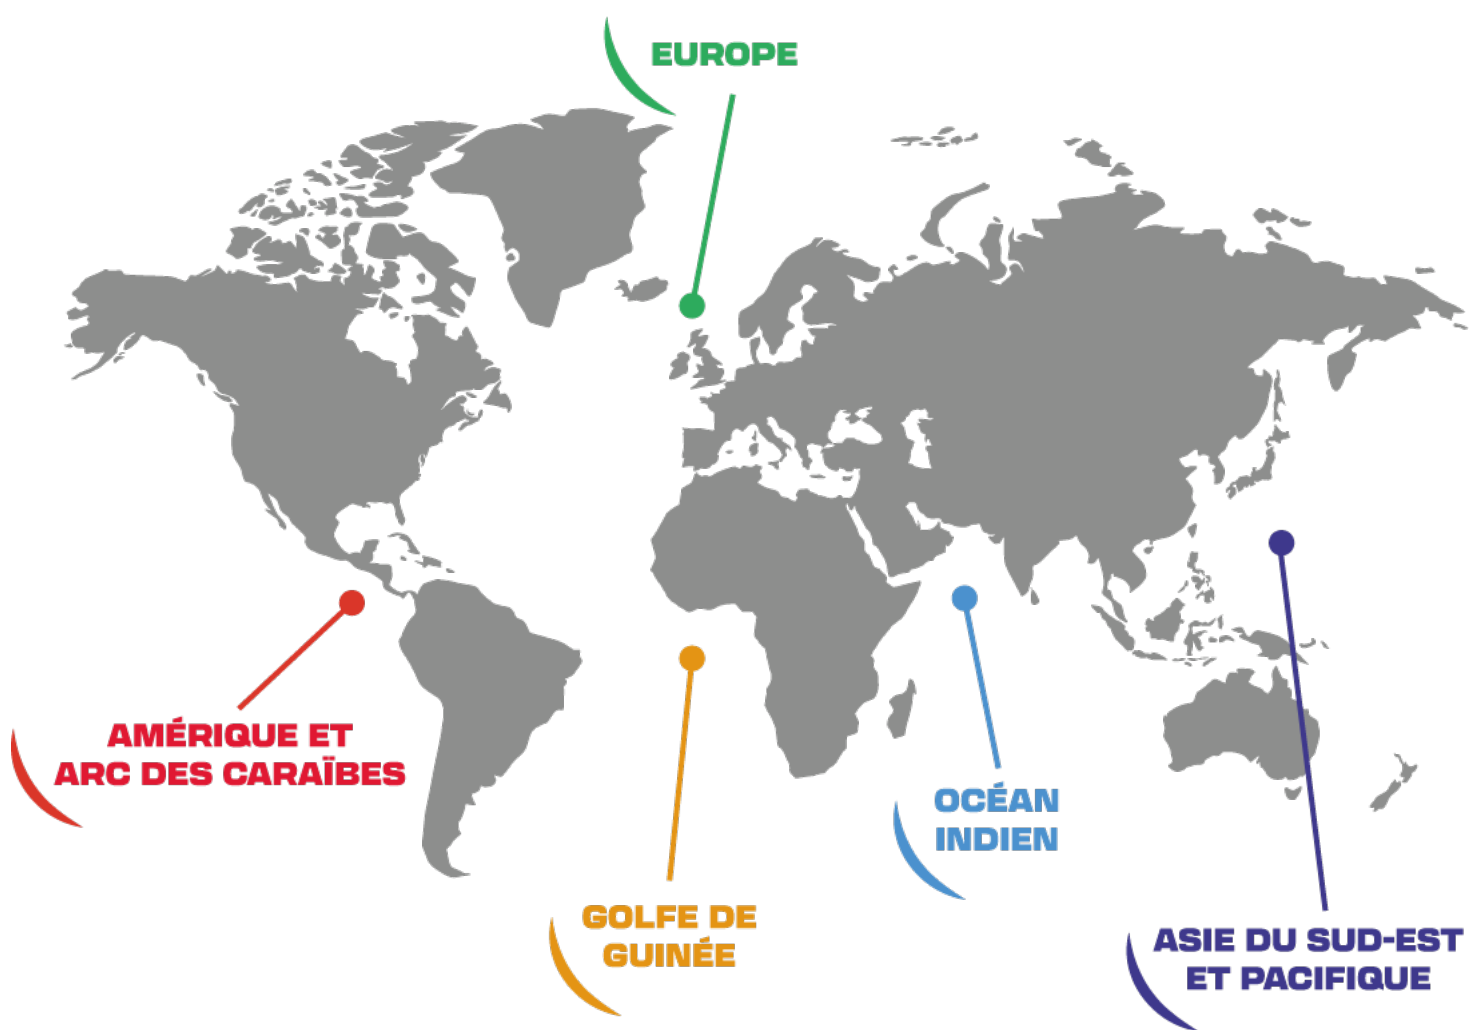 EUROPE
AMÉRIQUE ET
ARC DES CARAÏBES
OCÉAN
INDIEN
GOLFE DE
GUINÉE
ASIE DU SUD-EST
ET PACIFIQUE